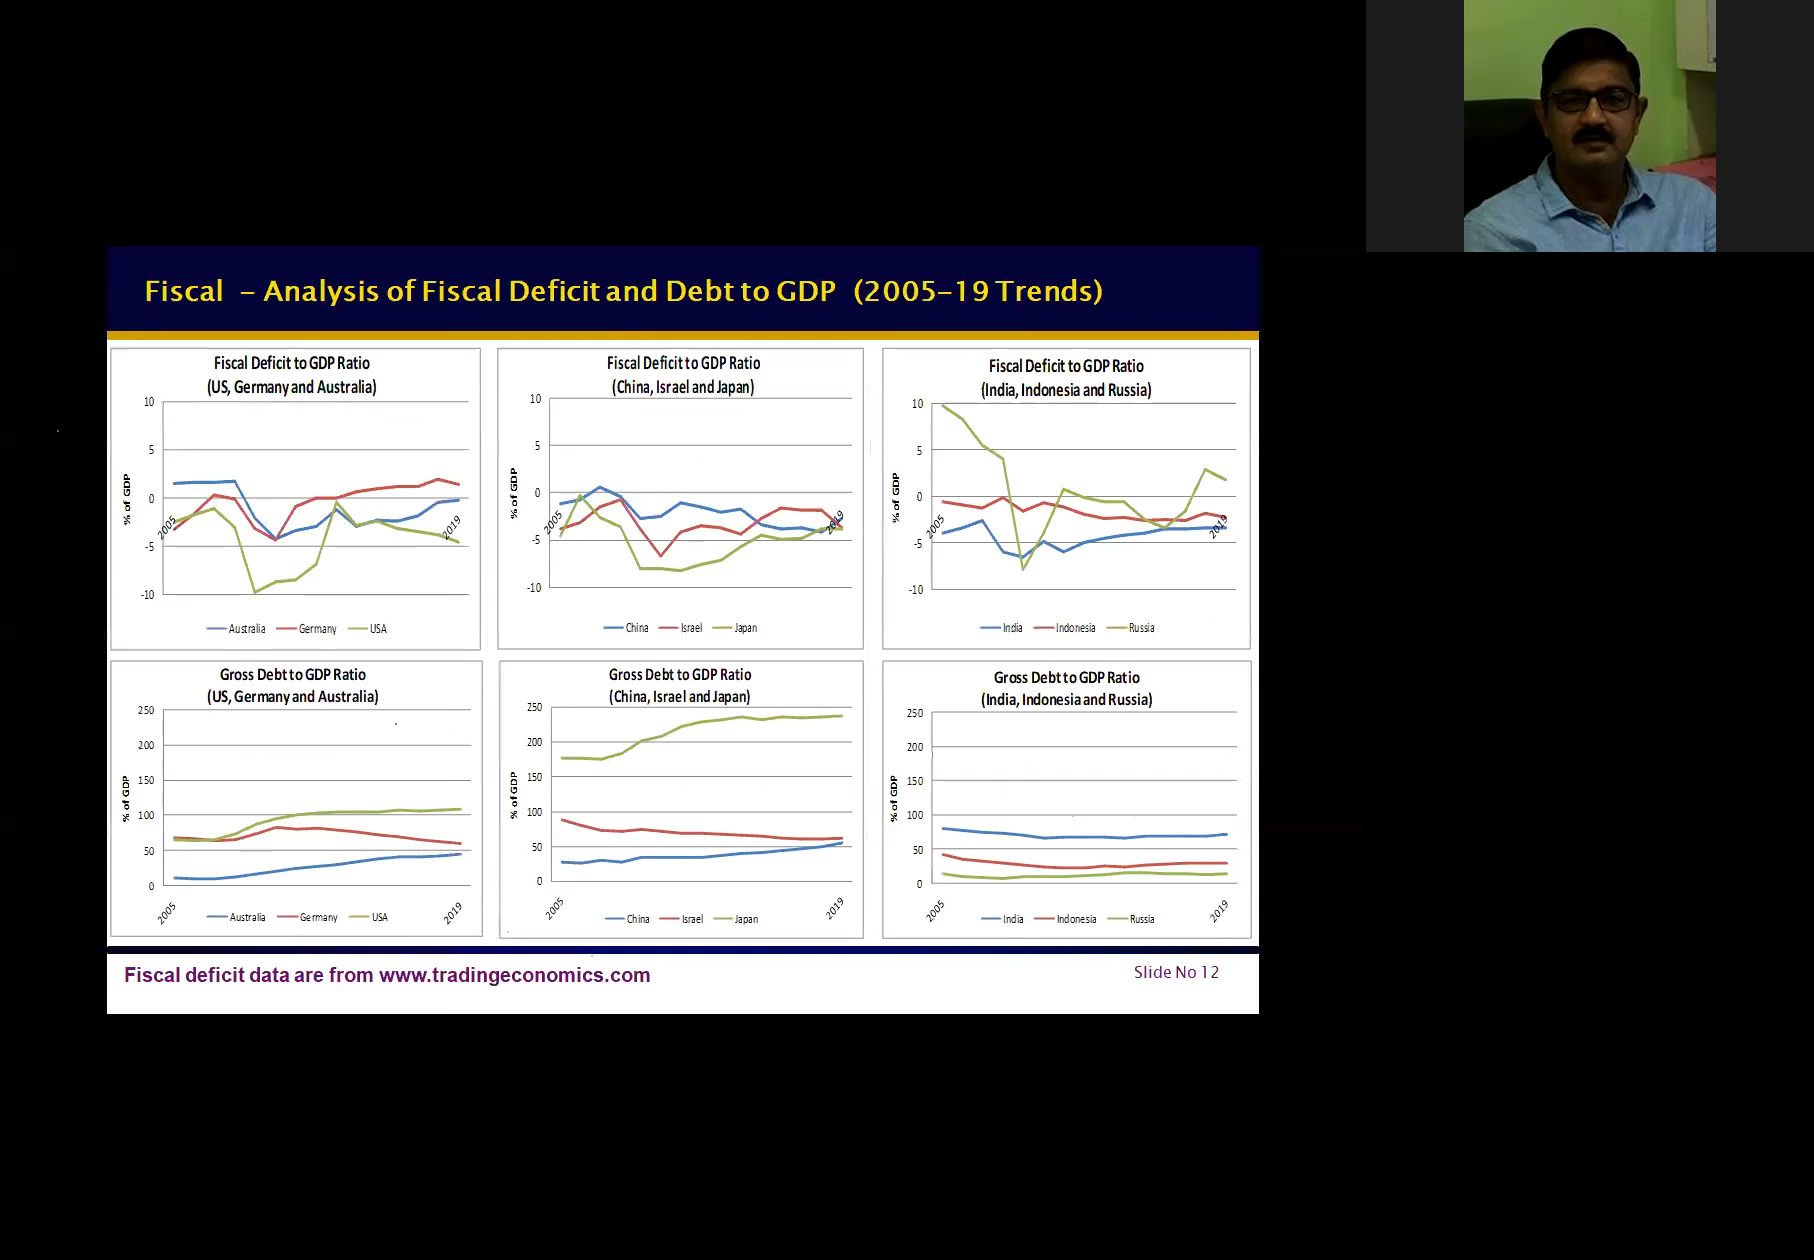 Fiscal – Analysis of Fiscal Deficit and Debt to GDP (2005–19 Trends)
Fiscal Deficit to GDP Ratio
(US, Germany and Australia)
10
5
0
-5
-10
% of GDP
2005
2019
Australia Germany USA
Fiscal Deficit to GDP Ratio
(China, Israel and Japan)
10
5
0
-5
-10
% of GDP
2005
2019
China Israel Japan
Fiscal Deficit to GDP Ratio
(India, Indonesia and Russia)
10
5
0
-5
-10
% of GDP
2005
2019
India Indonesia Russia
Gross Debt to GDP Ratio
(US, Germany and Australia)
250
200
150
100
50
0
% of GDP
2005
2019
Australia Germany USA
Gross Debt to GDP Ratio
(China, Israel and Japan)
250
200
150
100
50
0
% of GDP
2005
2019
China Israel Japan
Gross Debt to GDP Ratio
(India, Indonesia and Russia)
250
200
150
100
50
0
% of GDP
2005
2019
India Indonesia Russia
Fiscal deficit data are from www.tradingeconomics.com
Slide No 12